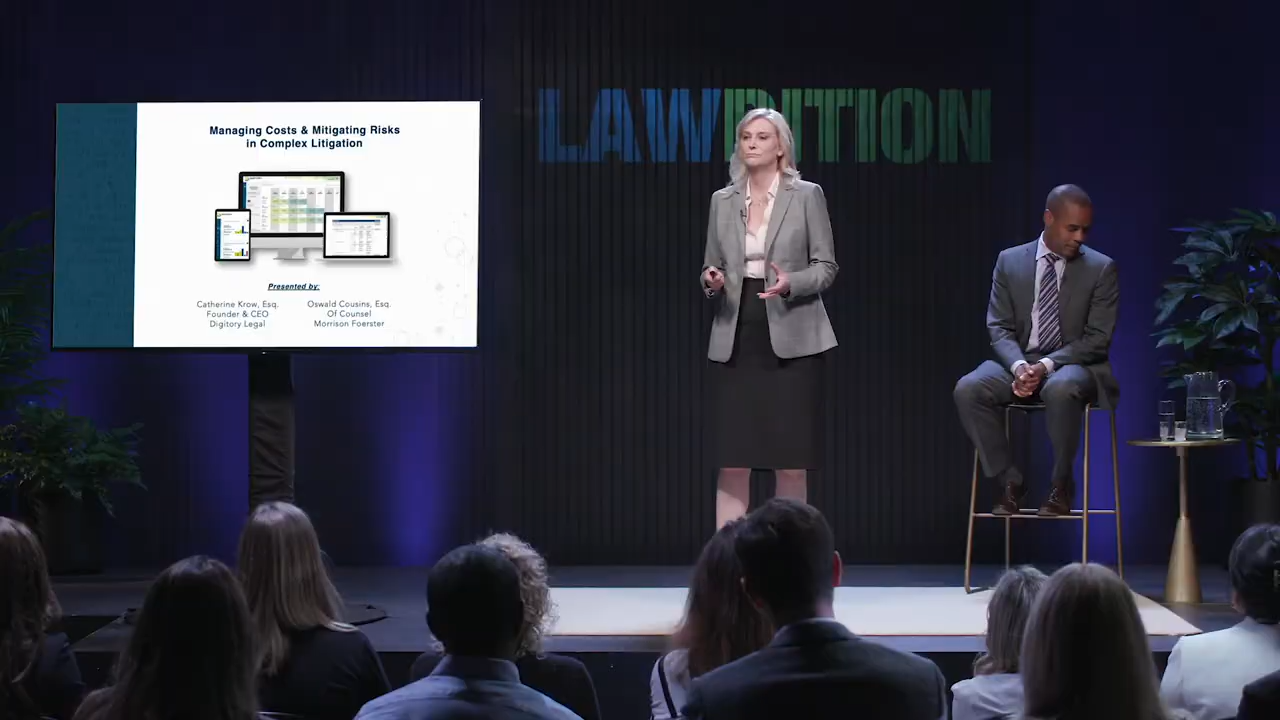 LAWDITION
Managing Costs & Mitigating Risks
in Complex Litigation
Presented by:
Catherine Krow, Esq.
Founder & CEO
Digitory Legal
Oswald Cousins, Esq.
Of Counsel
Morrison Foerster